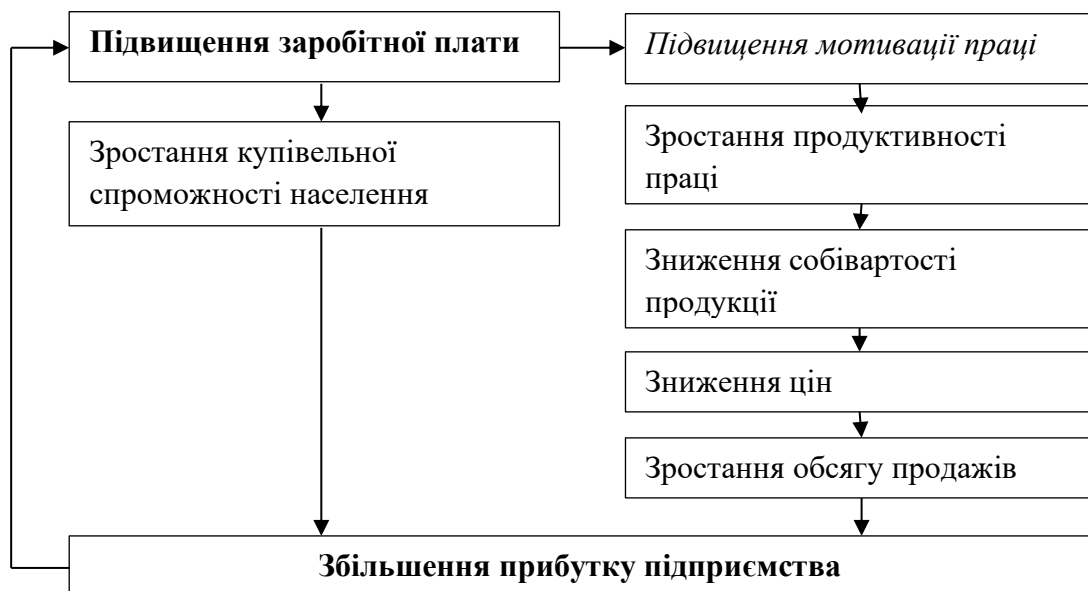 Підвищення заробітної плати
Підвищення мотивації праці
Зростання купівельної
спроможності населення
Зростання продуктивності
праці
Зниження собівартості
продукції
Зниження цін
Зростання обсягу продажів
Збільшення прибутку підприємства